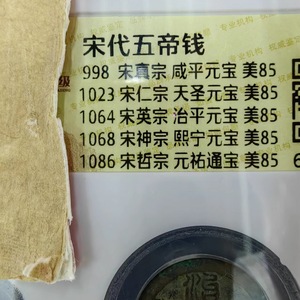 宋代五帝钱
998 宋真宗 咸平元宝 美85
1023 宋仁宗 天圣元宝 美85
1064 宋英宗 治平元宝 美85
1068 宋神宗 熙宁元宝 美85
1086 宋哲宗 元祐通宝 美85